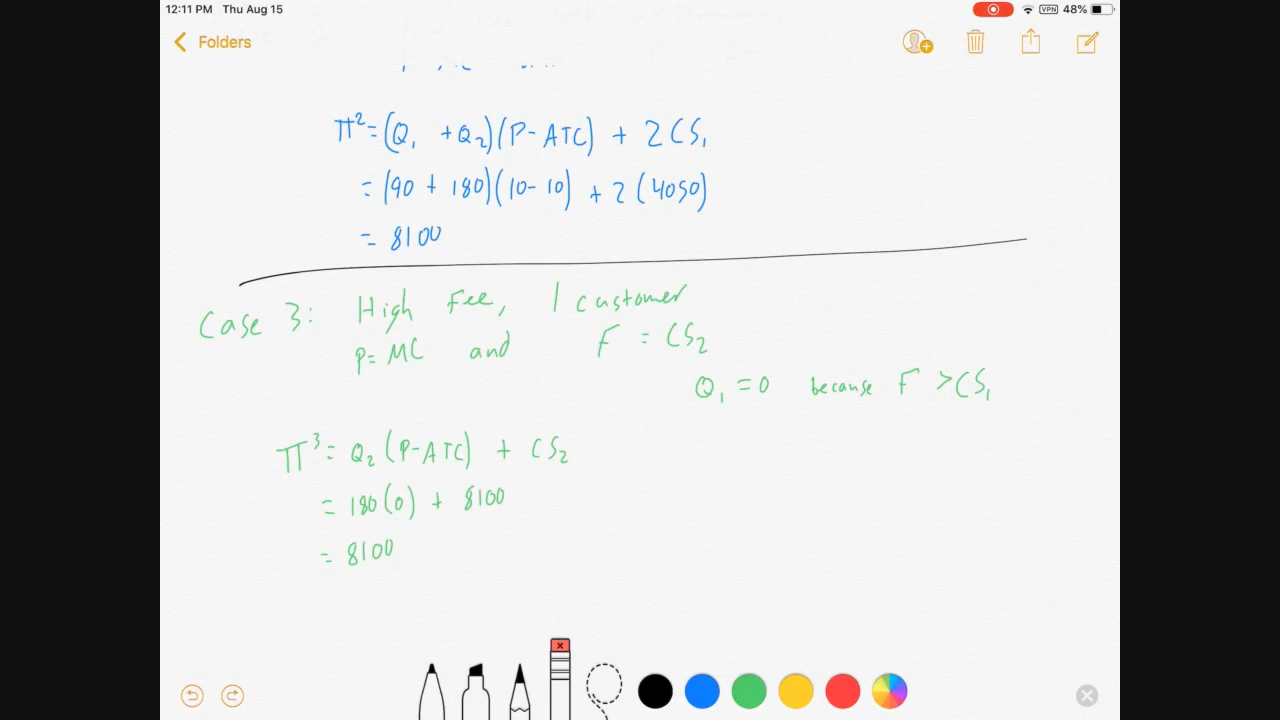 12:11 PM Thu Aug 15
VPN 48%
Folders
π² = (Q₁ + Q₂)(P - ATC) + 2CS₁
= (90 + 180)(10 - 10) + 2(4050)
= 8100
Case 3: High Fee, 1 customer
P = MC and F = CS₂
Q₁ = 0 because F > CS₁
π³ = Q₂(P - ATC) + CS₂
= 180(0) + 8100
= 8100